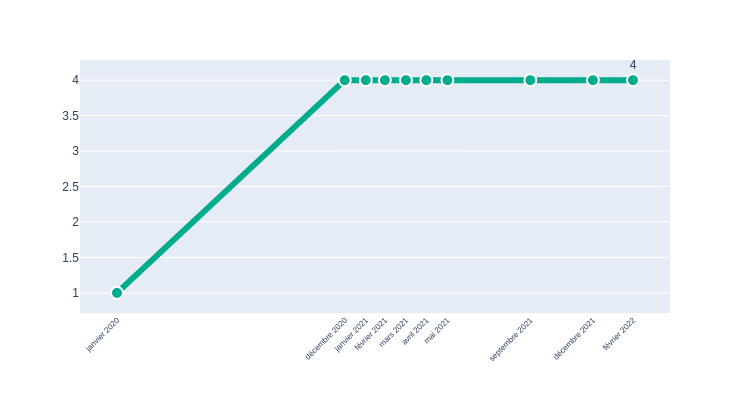 4
4
3.5
3
2.5
2
1.5
1
janvier 2020
décembre 2020
janvier 2021
février 2021
mars 2021
avril 2021
mai 2021
septembre 2021
décembre 2021
février 2022